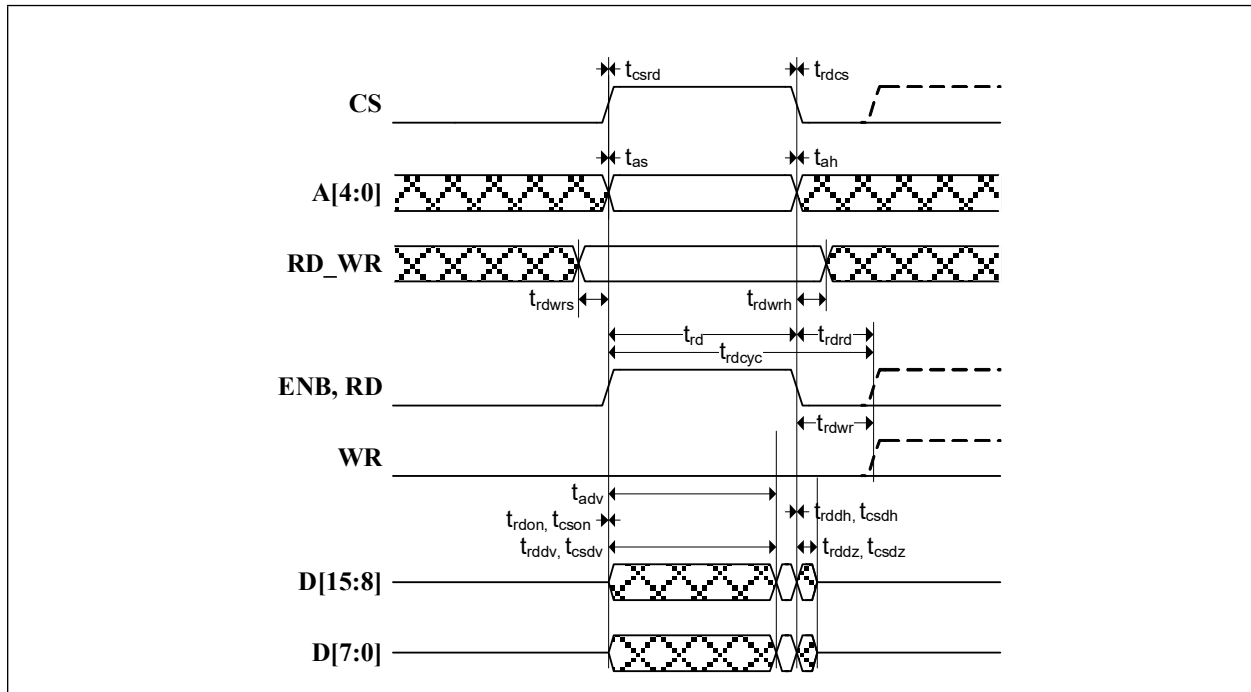 t_csrd t_rdcs
CS
t_as t_ah
A[4:0]
RD_WR
t_rdwrs t_rdwrh
t_rd t_rdrd
t_rdcyc
ENB, RD
t_rdwr
WR
t_adv
t_rdon, t_cson t_rddh, t_csdh
t_rddv, t_csdv t_rddz, t_csdz
D[15:8]
D[7:0]